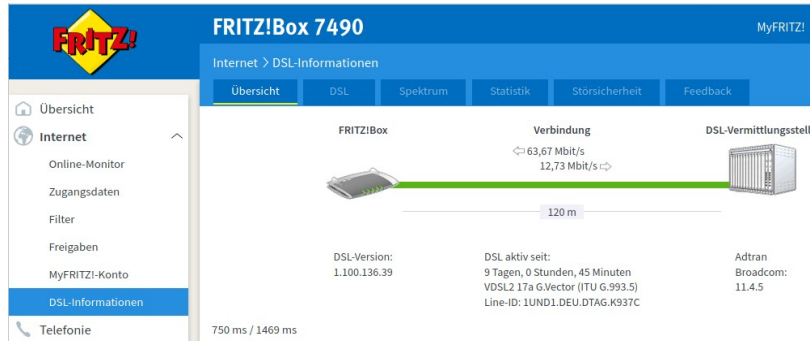 FRITZ!
FRITZ!Box 7490
MyFRITZ!
Internet > DSL-Informationen
Übersicht DSL Spektrum Statistik Störsicherheit Feedback
Übersicht
Internet
Online-Monitor
Zugangsdaten
Filter
Freigaben
MyFRITZ!-Konto
DSL-Informationen
Telefonie
FRITZ!Box Verbindung DSL-Vermittlungsstell
63,67 Mbit/s
12,73 Mbit/s
120 m
DSL-Version:
1.100.136.39
DSL aktiv seit:
9 Tagen, 0 Stunden, 45 Minuten
VDSL2 17a G.Vector (ITU G.993.5)
Line-ID: 1UND1.DEU.DTAG.K937C
Adtran
Broadcom:
11.4.5
750 ms / 1469 ms